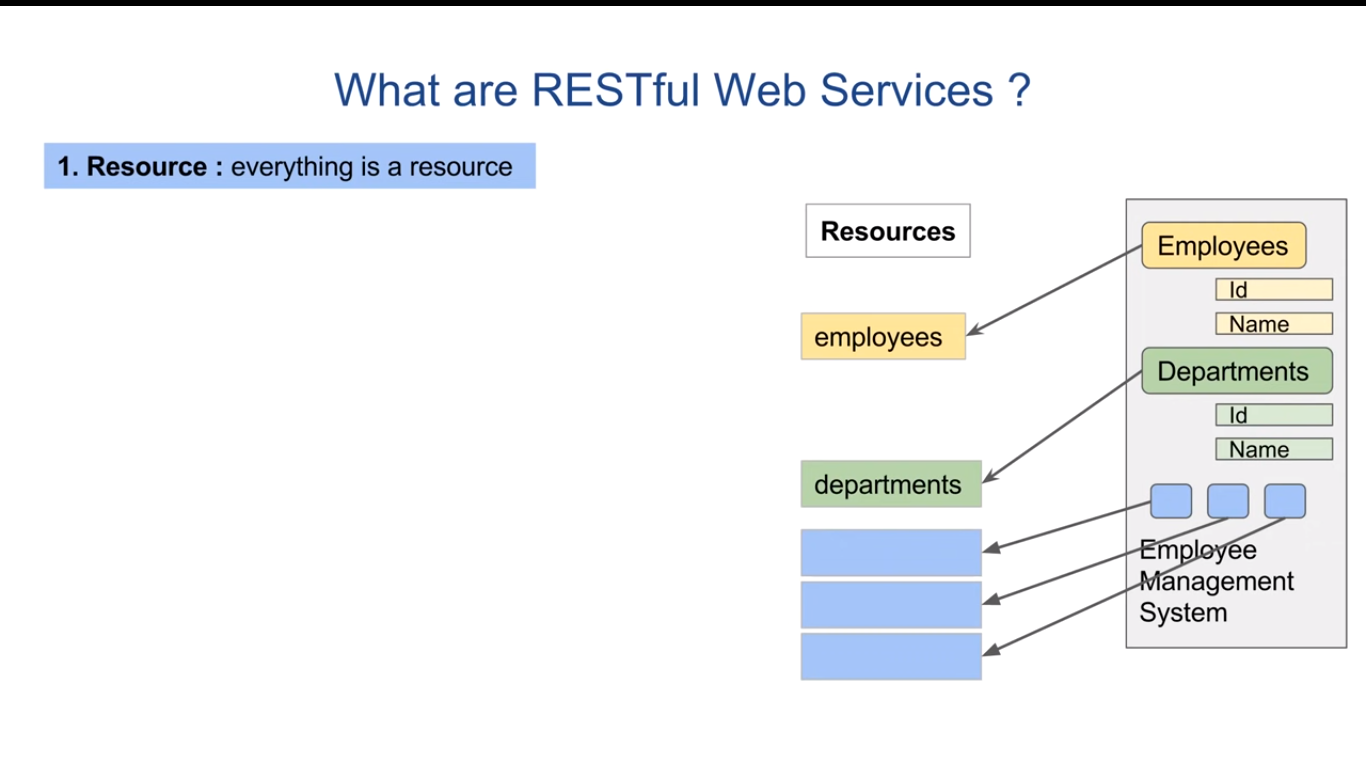 What are RESTful Web Services ?
1. Resource : everything is a resource
Resources
employees
departments
Employees
Id
Name
Departments
Id
Name
Employee
Management
System